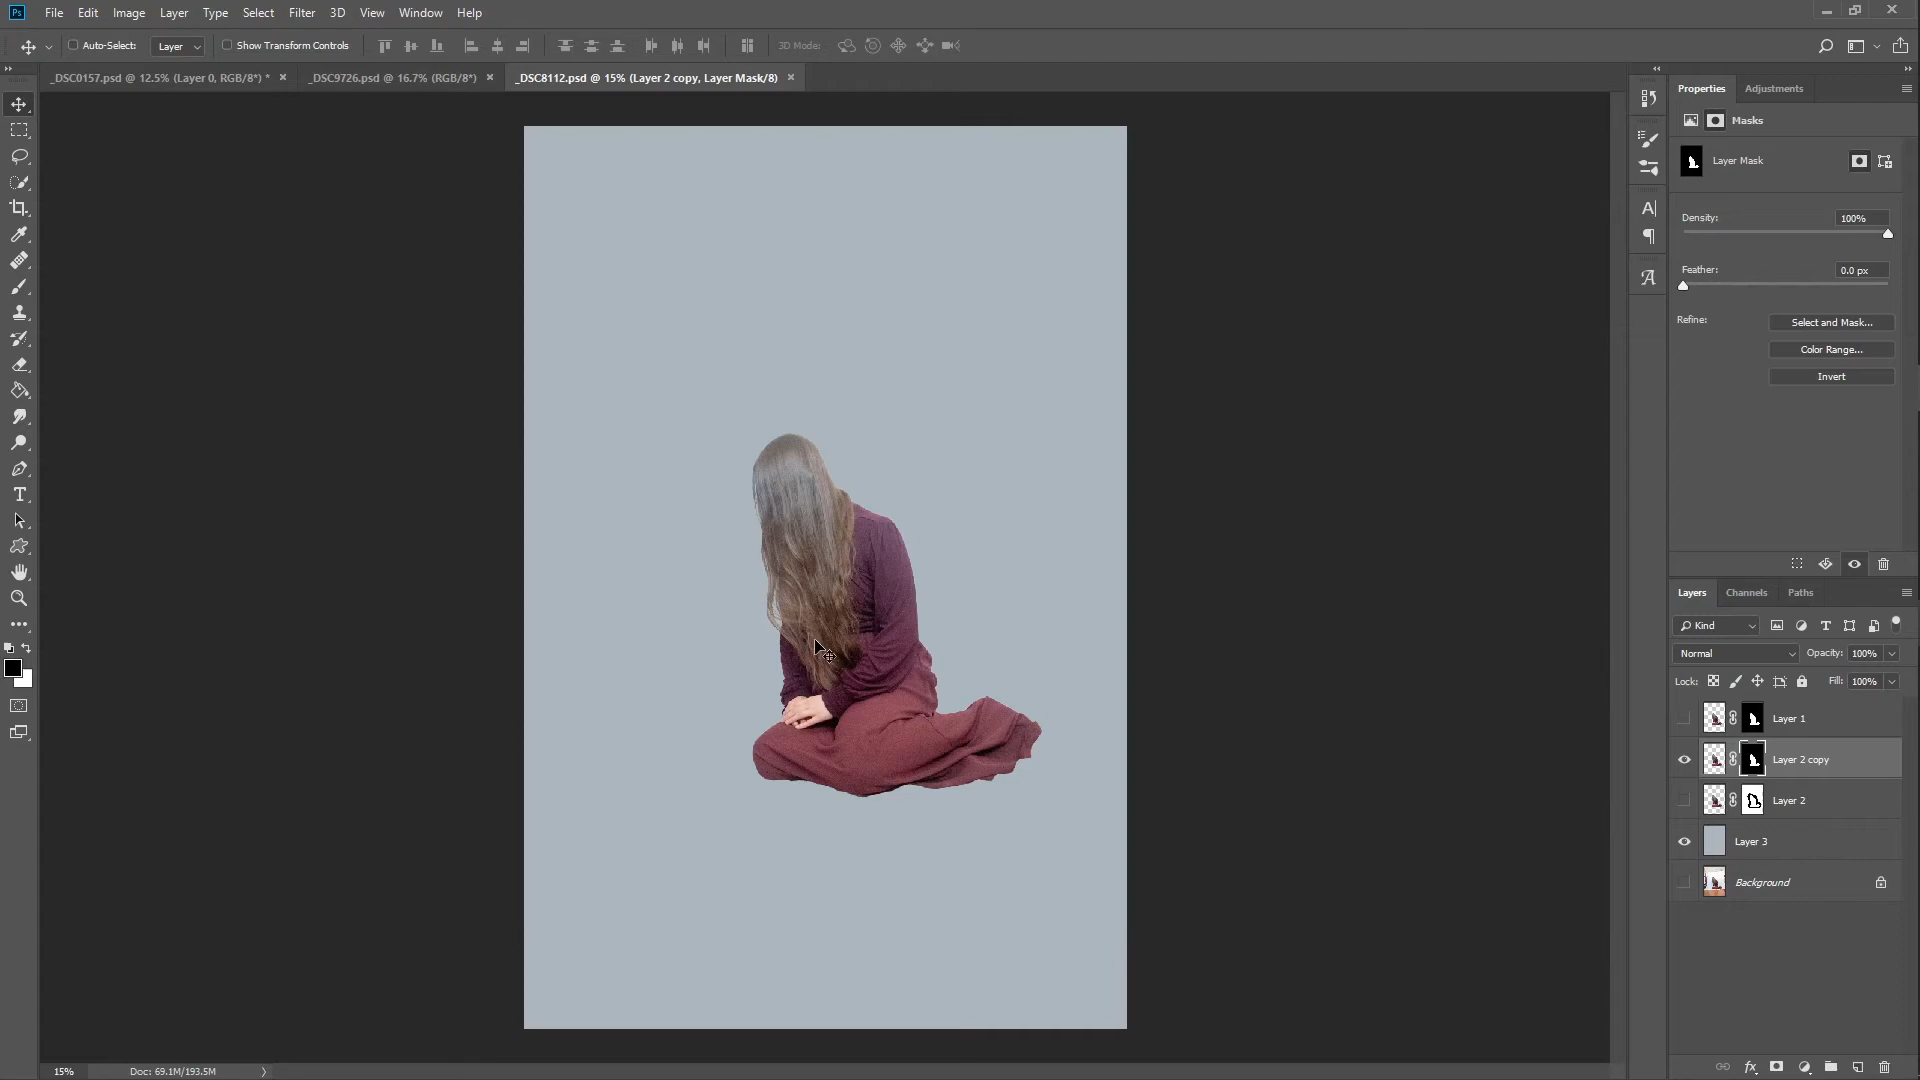 Ps File Edit Image Layer Type Select Filter 3D View Window Help
Auto-Select: Layer Show Transform Controls 3D Mode:
_DSC0157.psd @ 12.5% (Layer 0, RGB/8*) * _DSC9726.psd @ 16.7% (RGB/8*) _DSC8112.psd @ 15% (Layer 2 copy, Layer Mask/8)
Properties Adjustments
Masks
Layer Mask
Density: 100%
Feather: 0.0 px
Refine: Select and Mask...
Color Range...
Invert
Layers Channels Paths
Kind
Normal Opacity: 100%
Lock: Fill: 100%
Layer 1
Layer 2 copy
Layer 2
Layer 3
Background
15% Doc: 69.1M/193.5M